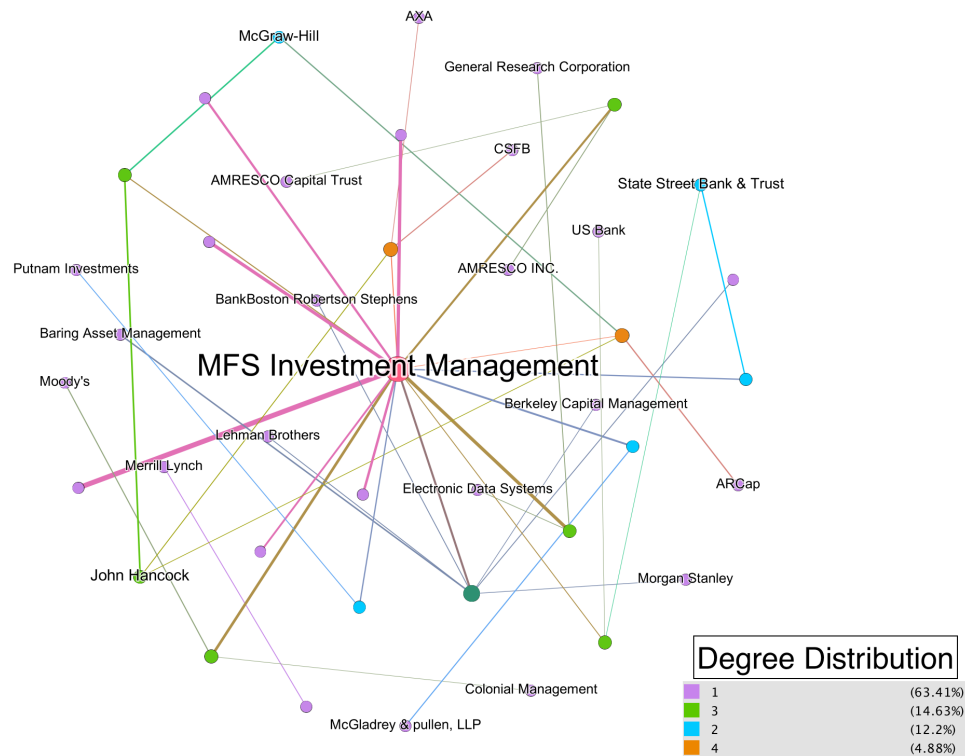 AXA
McGraw-Hill
General Research Corporation
CSFB
AMRESCO Capital Trust
State Street Bank & Trust
US Bank
Putnam Investments
AMRESCO INC.
BankBoston Robertson Stephens
Baring Asset Management
MFS Investment Management
Moody's
Berkeley Capital Management
Lehman Brothers
Merrill Lynch
Electronic Data Systems
ARCap
John Hancock
Morgan Stanley
Colonial Management
McGladrey & pullen, LLP
Degree Distribution
1 (63.41%)
3 (14.63%)
2 (12.2%)
4 (4.88%)